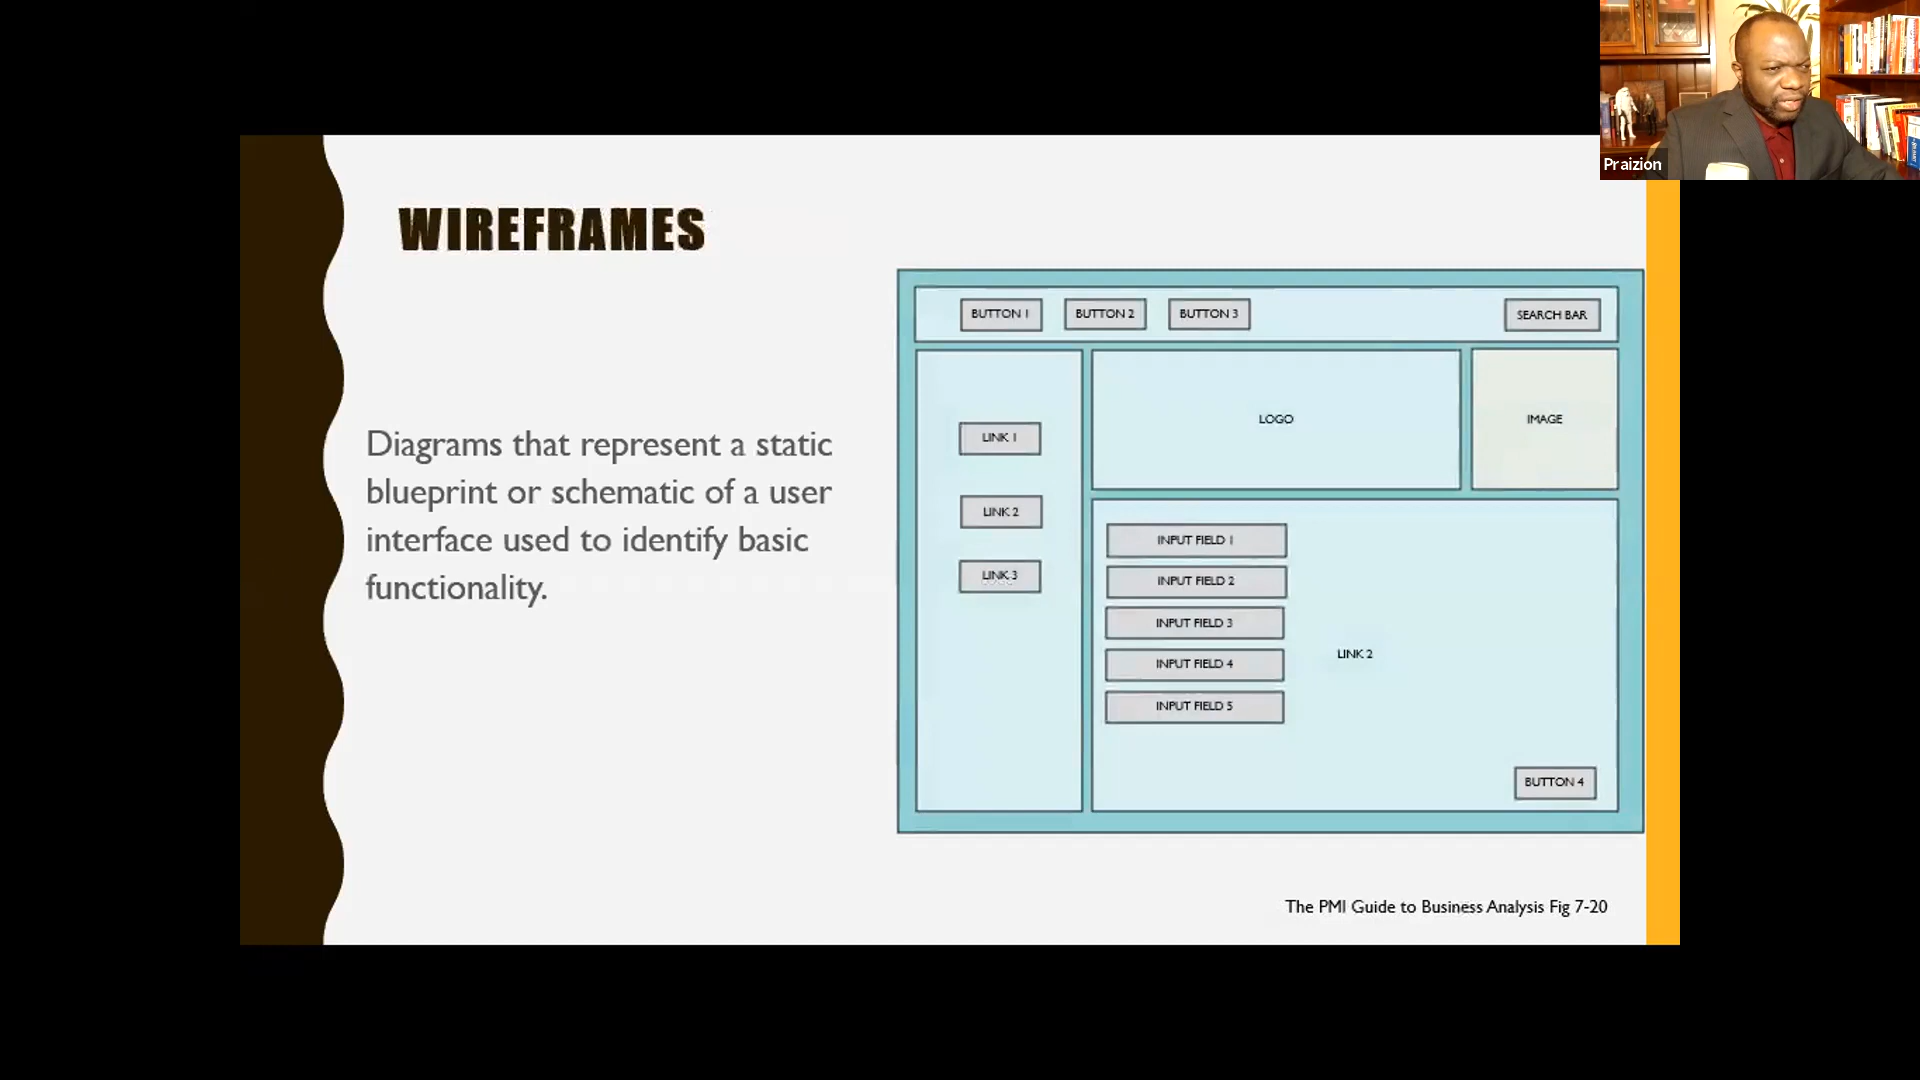 Praizion
WIREFRAMES
Diagrams that represent a static
blueprint or schematic of a user
interface used to identify basic
functionality.
BUTTON 1
BUTTON 2
BUTTON 3
SEARCH BAR
LINK 1
LINK 2
LINK 3
LOGO
IMAGE
INPUT FIELD 1
INPUT FIELD 2
INPUT FIELD 3
INPUT FIELD 4
INPUT FIELD 5
LINK 2
BUTTON 4
The PMI Guide to Business Analysis Fig 7-20